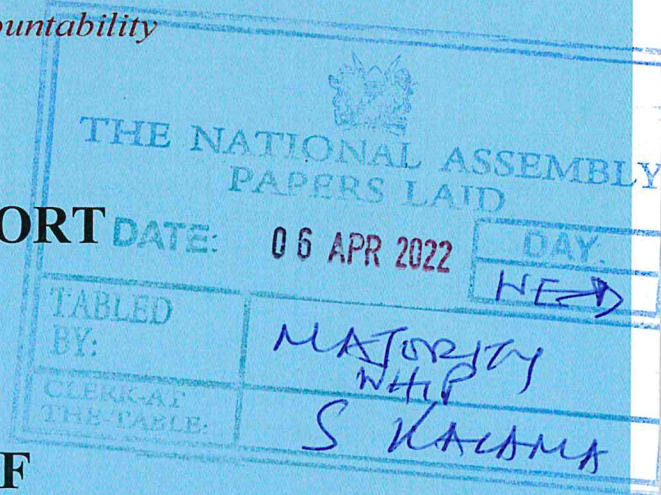 ountability
THE NATIONAL ASSEMBLY
PAPERS LAID
ORT
DATE: 06 APR 2022 DAY.
WED
TABLED BY: MAJORITY WHIP
CLERK-AT THE-TABLE: S KALAMA
F